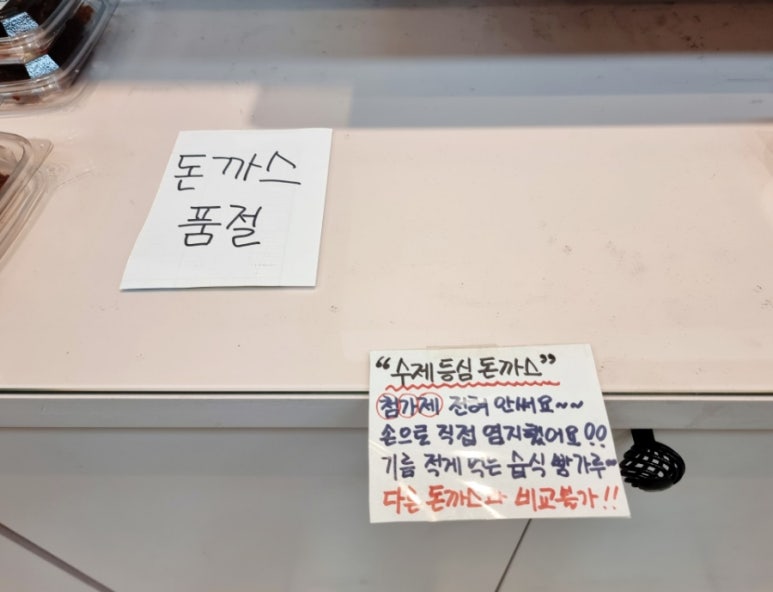 돈까스
품절
“수제 등심 돈까스”
첨가제 전혀 안써요~~
손으로 직접 염지했어요!!
기름 적게 먹는 습식 빵가루~
다른 돈까스와 비교불가!!